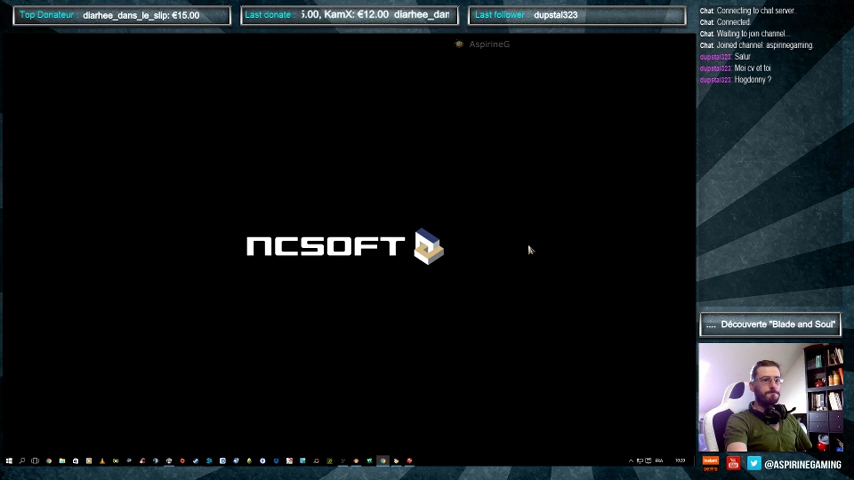 Top Donateur : diarhee_dans_le_slip: €15.00
Last donate : 5.00, KamX: €12.00 diarhee_dan
Last follower : dupstal323
AspirineG
Chat: Connecting to chat server.
Chat: Connected.
Chat: Waiting to join channel...
Chat: Joined channel: aspirinegaming.
dupstal323: Salur
dupstal323: Moi cv et toi
dupstal323: Hogdonny ?
NCSOFT
.... Découverte "Blade and Soul"
@ASPIRINEGAMING